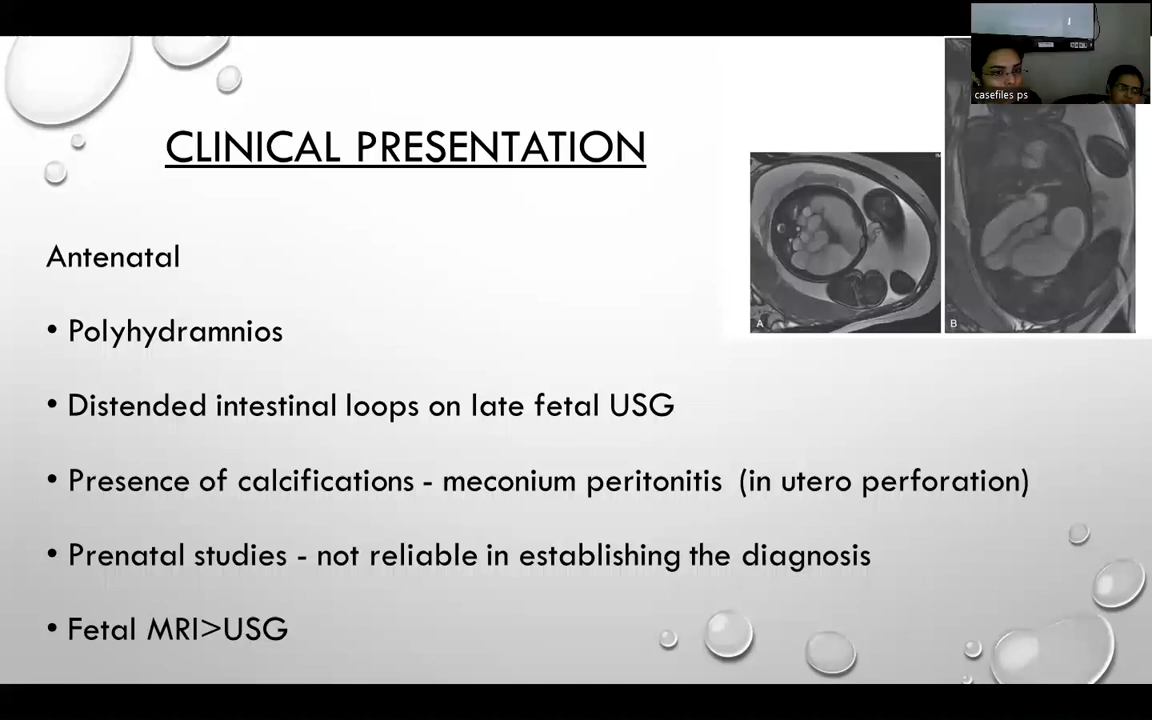 casefiles ps
CLINICAL PRESENTATION
Antenatal
• Polyhydramnios
• Distended intestinal loops on late fetal USG
• Presence of calcifications - meconium peritonitis (in utero perforation)
• Prenatal studies - not reliable in establishing the diagnosis
• Fetal MRI>USG
A
B